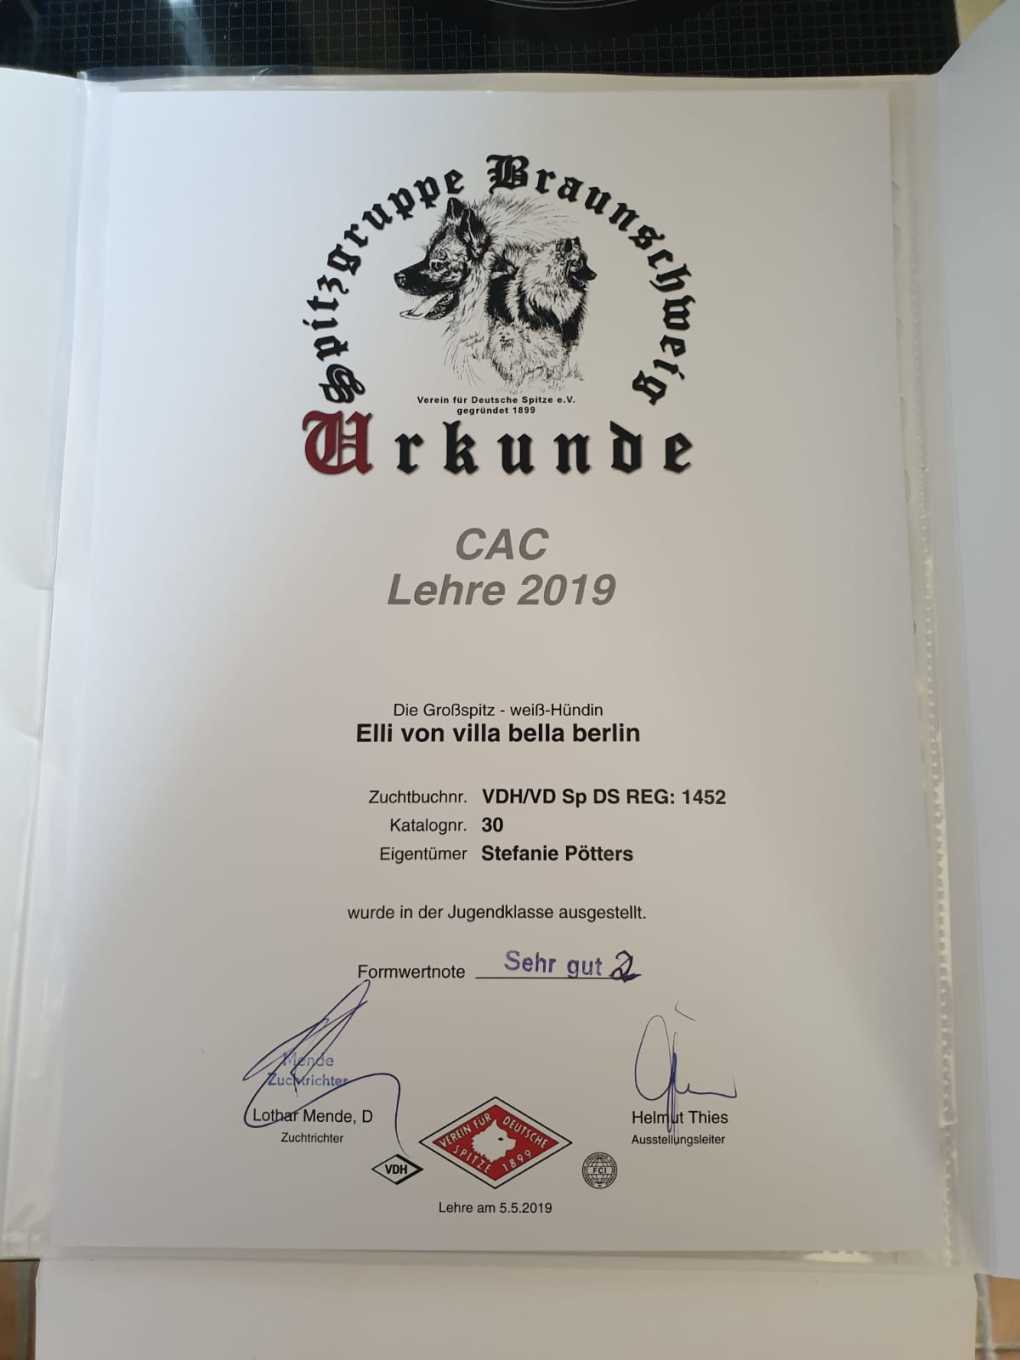 Spitzgruppe Braunschweig
Verein für Deutsche Spitze e.V.
gegründet 1899
Urkunde
CAC
Lehre 2019
Die Großspitz - weiß-Hündin
Elli von villa bella berlin
Zuchtbuchnr. VDH/VD Sp DS REG: 1452
Katalognr. 30
Eigentümer Stefanie Pötters
wurde in der Jugendklasse ausgestellt.
Formwertnote Sehr gut 2
Mende
Zuchtrichter
Lothar Mende, D
Zuchtrichter
Helmut Thies
Ausstellungsleiter
VDH
VEREIN FÜR DEUTSCHE
SPITZE 1899
FCI
Lehre am 5.5.2019